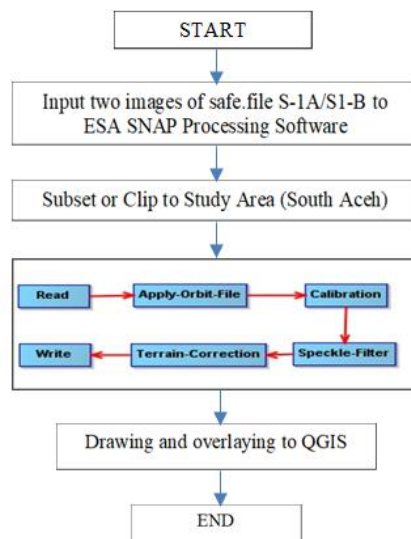 START
Input two images of safe.file S-1A/S1-B to
ESA SNAP Processing Software
Subset or Clip to Study Area (South Aceh)
Read
Apply-Orbit-File
Calibration
Speckle-Filter
Terrain-Correction
Write
Drawing and overlaying to QGIS
END